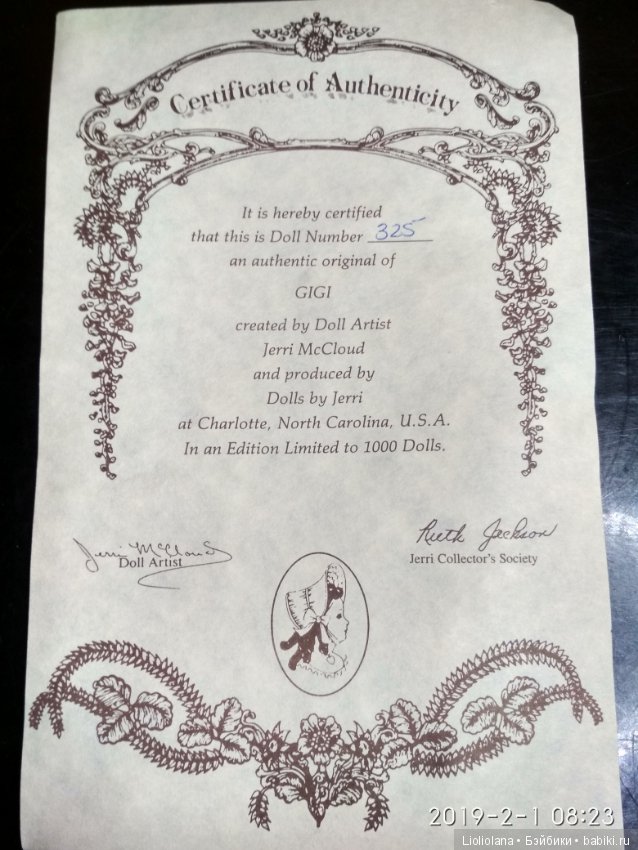 Certificate of Authenticity
It is hereby certified
that this is Doll Number 325
an authentic original of
GIGI
created by Doll Artist
Jerri McCloud
and produced by
Dolls by Jerri
at Charlotte, North Carolina, U.S.A.
In an Edition Limited to 1000 Dolls.
Jerri McCloud
Doll Artist
Ruth Jackson
Jerri Collector's Society
2019-2-1 08:23
Lioliolana • Бэйбики • babiki.ru